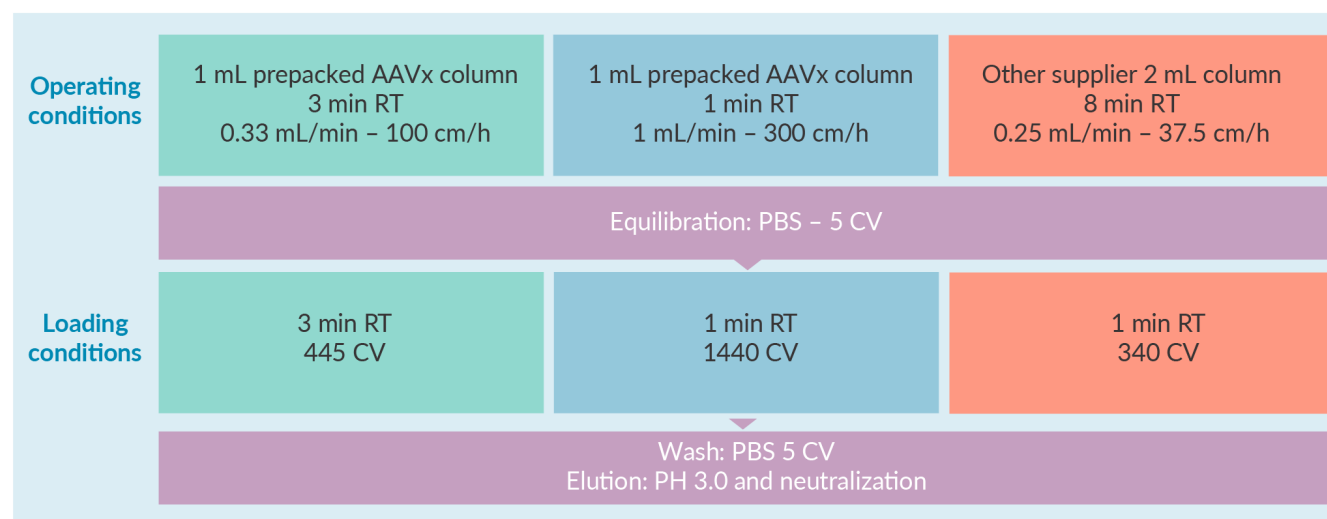 Operating
conditions
1 mL prepacked AAVx column
3 min RT
0.33 mL/min – 100 cm/h
1 mL prepacked AAVx column
1 min RT
1 mL/min – 300 cm/h
Other supplier 2 mL column
8 min RT
0.25 mL/min – 37.5 cm/h
Equilibration: PBS – 5 CV
Loading
conditions
3 min RT
445 CV
1 min RT
1440 CV
1 min RT
340 CV
Wash: PBS 5 CV
Elution: PH 3.0 and neutralization